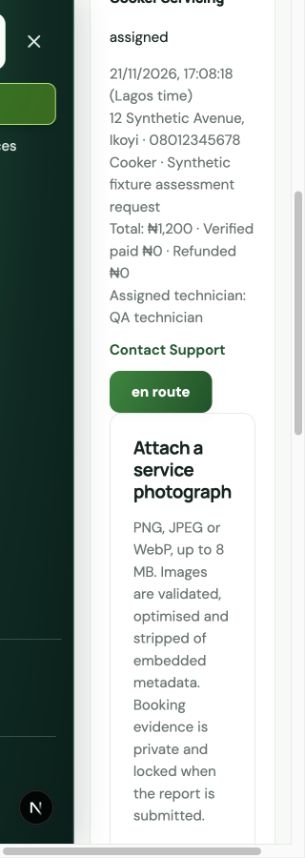 Cooker Servicing
assigned
ces
21/11/2026, 17:08:18
(Lagos time)
12 Synthetic Avenue,
Ikoyi · 08012345678
Cooker · Synthetic
fixture assessment
request
Total: ₦1,200 · Verified
paid ₦0 · Refunded
₦0
Assigned technician:
QA technician
Contact Support
en route
Attach a
service
photograph
PNG, JPEG or
WebP, up to 8
MB. Images
are validated,
optimised and
stripped of
embedded
metadata.
Booking
evidence is
private and
locked when
the report is
submitted.
N